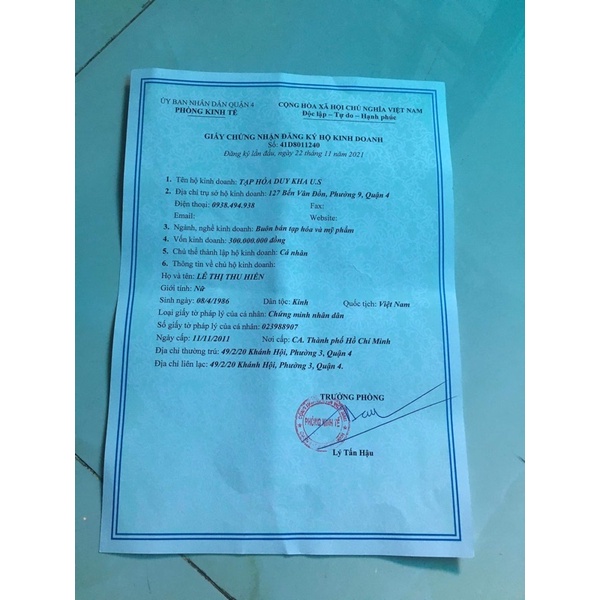 ỦY BAN NHÂN DÂN QUẬN 4
PHÒNG KINH TẾ
CỘNG HÒA XÃ HỘI CHỦ NGHĨA VIỆT NAM
Độc lập – Tự do – Hạnh phúc
GIẤY CHỨNG NHẬN ĐĂNG KÝ HỘ KINH DOANH
Số: 41D8011240
Đăng ký lần đầu, ngày 22 tháng 11 năm 2021
1. Tên hộ kinh doanh: TẠP HÓA DUY KHA U.S
2. Địa chỉ trụ sở hộ kinh doanh: 127 Bến Vân Đồn, Phường 9, Quận 4
Điện thoại: 0938.494.938 Fax:
Email: Website:
3. Ngành, nghề kinh doanh: Buôn bán tạp hóa và mỹ phẩm
4. Vốn kinh doanh: 300.000.000 đồng
5. Chủ thể thành lập hộ kinh doanh: Cá nhân
6. Thông tin về chủ hộ kinh doanh:
Họ và tên: LÊ THỊ THU HIỀN
Giới tính: Nữ
Sinh ngày: 08/4/1986 Dân tộc: Kinh Quốc tịch: Việt Nam
Loại giấy tờ pháp lý của cá nhân: Chứng minh nhân dân
Số giấy tờ pháp lý của cá nhân: 023988907
Ngày cấp: 11/11/2011 Nơi cấp: CA. Thành phố Hồ Chí Minh
Địa chỉ thường trú: 49/2/20 Khánh Hội, Phường 3, Quận 4
Địa chỉ liên lạc: 49/2/20 Khánh Hội, Phường 3, Quận 4.
TRƯỞNG PHÒNG
PHÒNG KINH TẾ
Lý Tấn Hậu